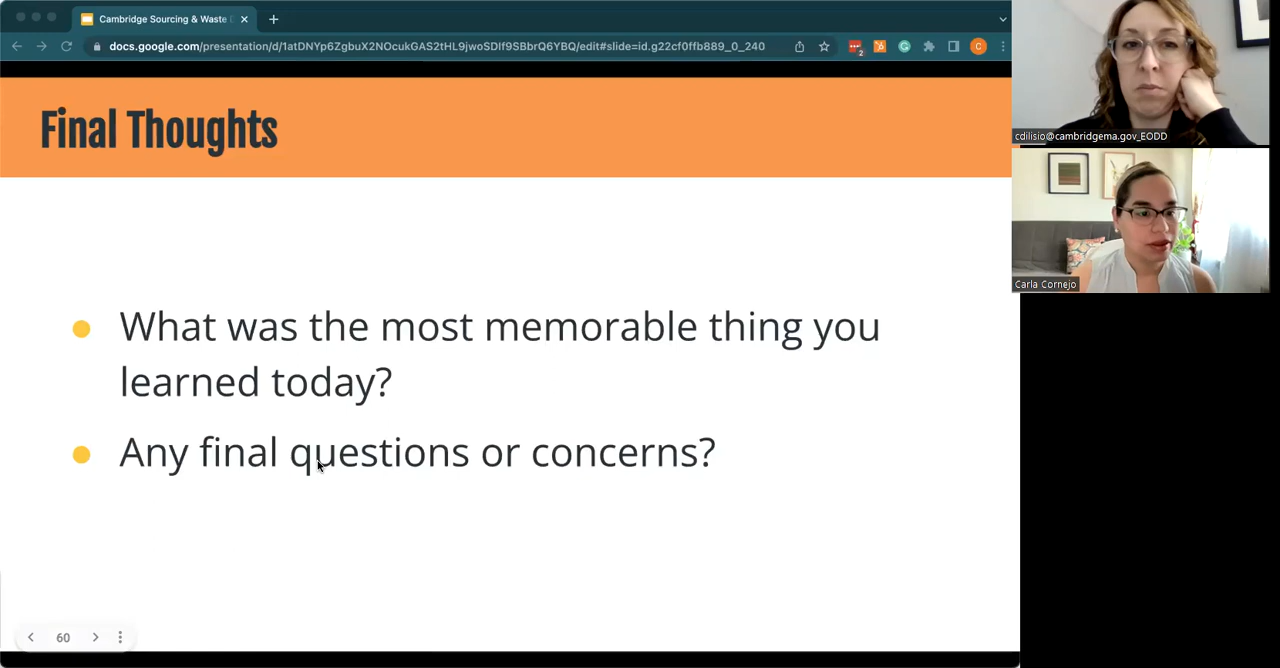 Cambridge Sourcing & Waste
docs.google.com/presentation/d/1atDNYp6ZgbuX2NOcukGAS2tHL9jwoSDIf9SBbrQ6YBQ/edit#slide=id.g22cf0ffb889_0_240
2
C
Final Thoughts
What was the most memorable thing you
learned today?
Any final questions or concerns?
60
cdilisio@cambridgema.gov_EODD
Carla Cornejo